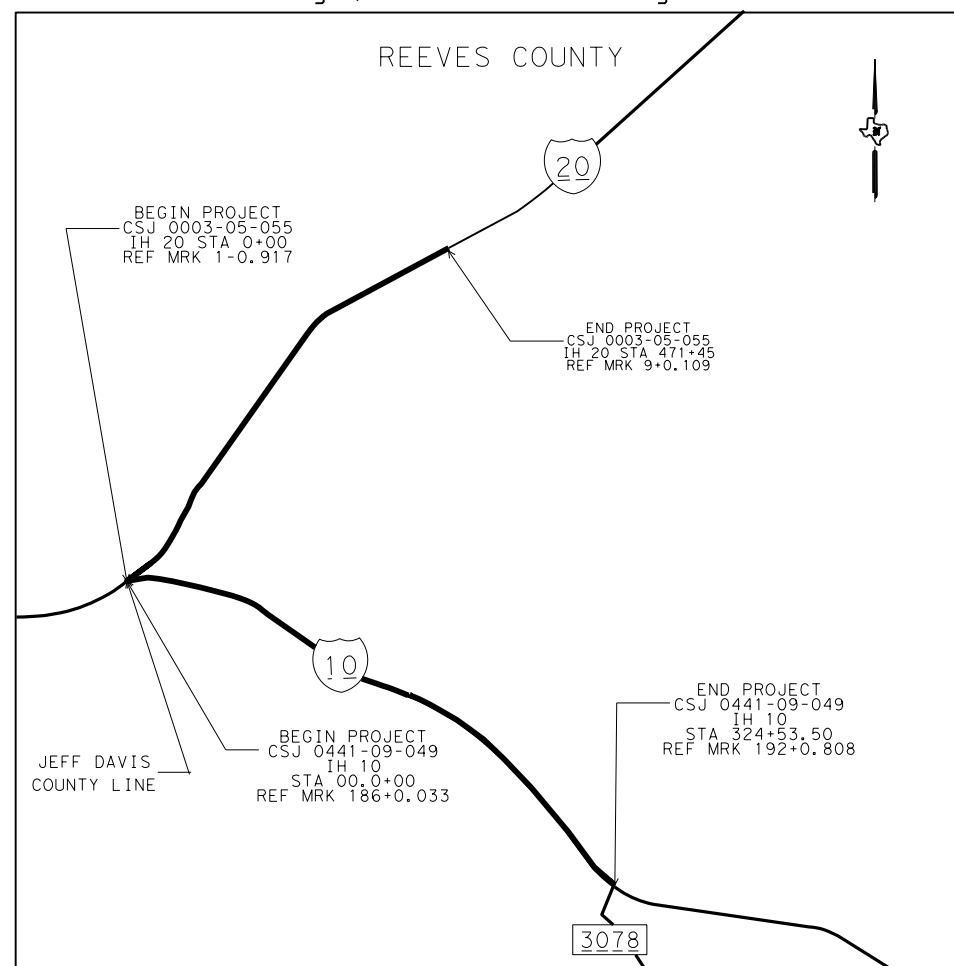 REEVES COUNTY
20
BEGIN PROJECT
CSJ 0003-05-055
IH 20 STA 0+00
REF MRK 1-0.917
END PROJECT
CSJ 0003-05-055
IH 20 STA 471+45
REF MRK 9+0.109
10
END PROJECT
CSJ 0441-09-049
IH 10
STA 324+53.50
REF MRK 192+0.808
BEGIN PROJECT
CSJ 0441-09-049
IH 10
STA 00.0+00
REF MRK 186+0.033
JEFF DAVIS
COUNTY LINE
3078